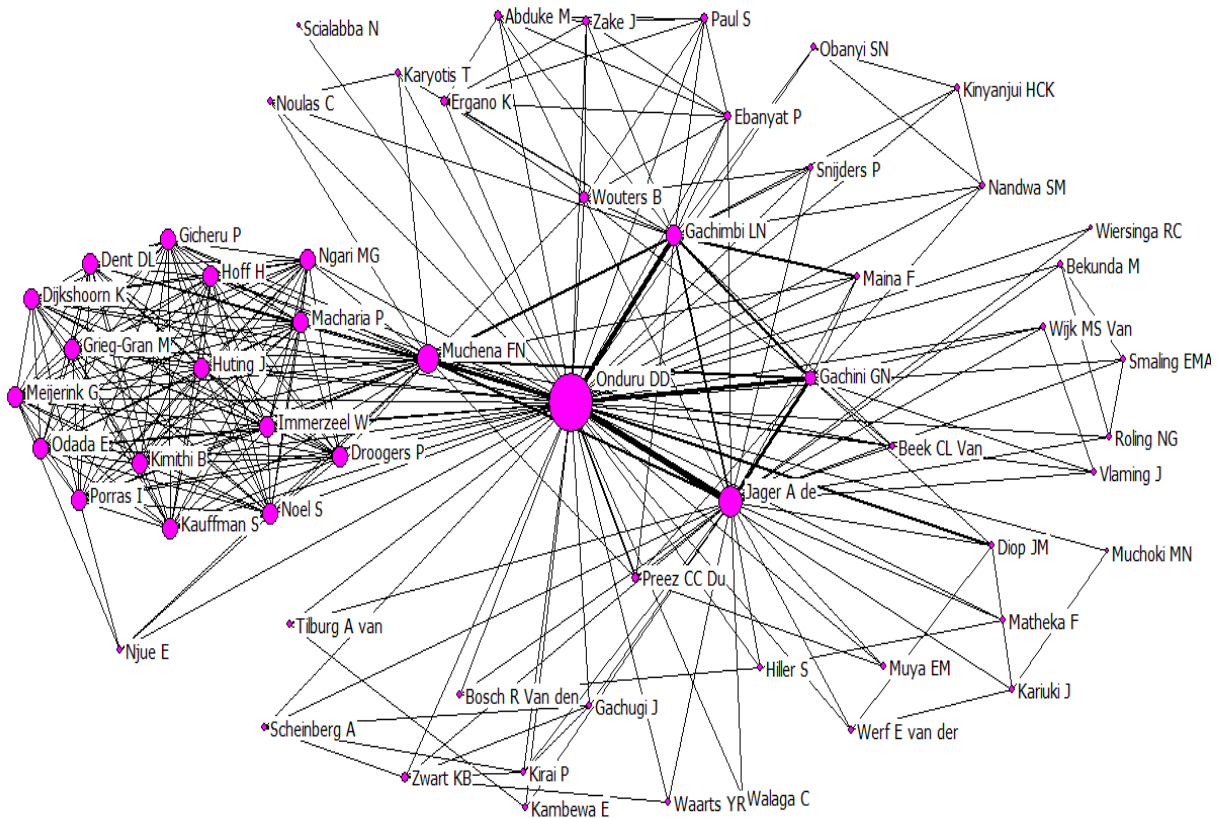 Scialabba N
Abduke M
Zake J
Paul S
Obanyi SN
Karyotis T
Noulas C
Ergano K
Kinyanjui HCK
Ebanyat P
Snijders P
Nandwa SM
Wouters B
Gachimbi LN
Wiersinga RC
Gicheru P
Ngari MG
Dent DL
Hoff H
Bekunda M
Maina F
Dijkshoorn K
Macharia P
Wijk MS Van
Grieg-Gran M
Muchena FN
Smaling EMA
Huting J
Onduru DD
Gachini GN
Meijerink G
Immerzeel W
Roling NG
Odada E
Beek CL Van
Kimithi B
Droogers P
Vlaming J
Porras I
Jager A de
Noel S
Kauffman S
Diop JM
Muchoki MN
Preez CC Du
Matheka F
Tilburg A van
Njue E
Hiler S
Muya EM
Kariuki J
Bosch R Van den
Gachugi J
Scheinberg A
Werf E van der
Zwart KB
Kirai P
Kambewa E
Waarts YR
Walaga C